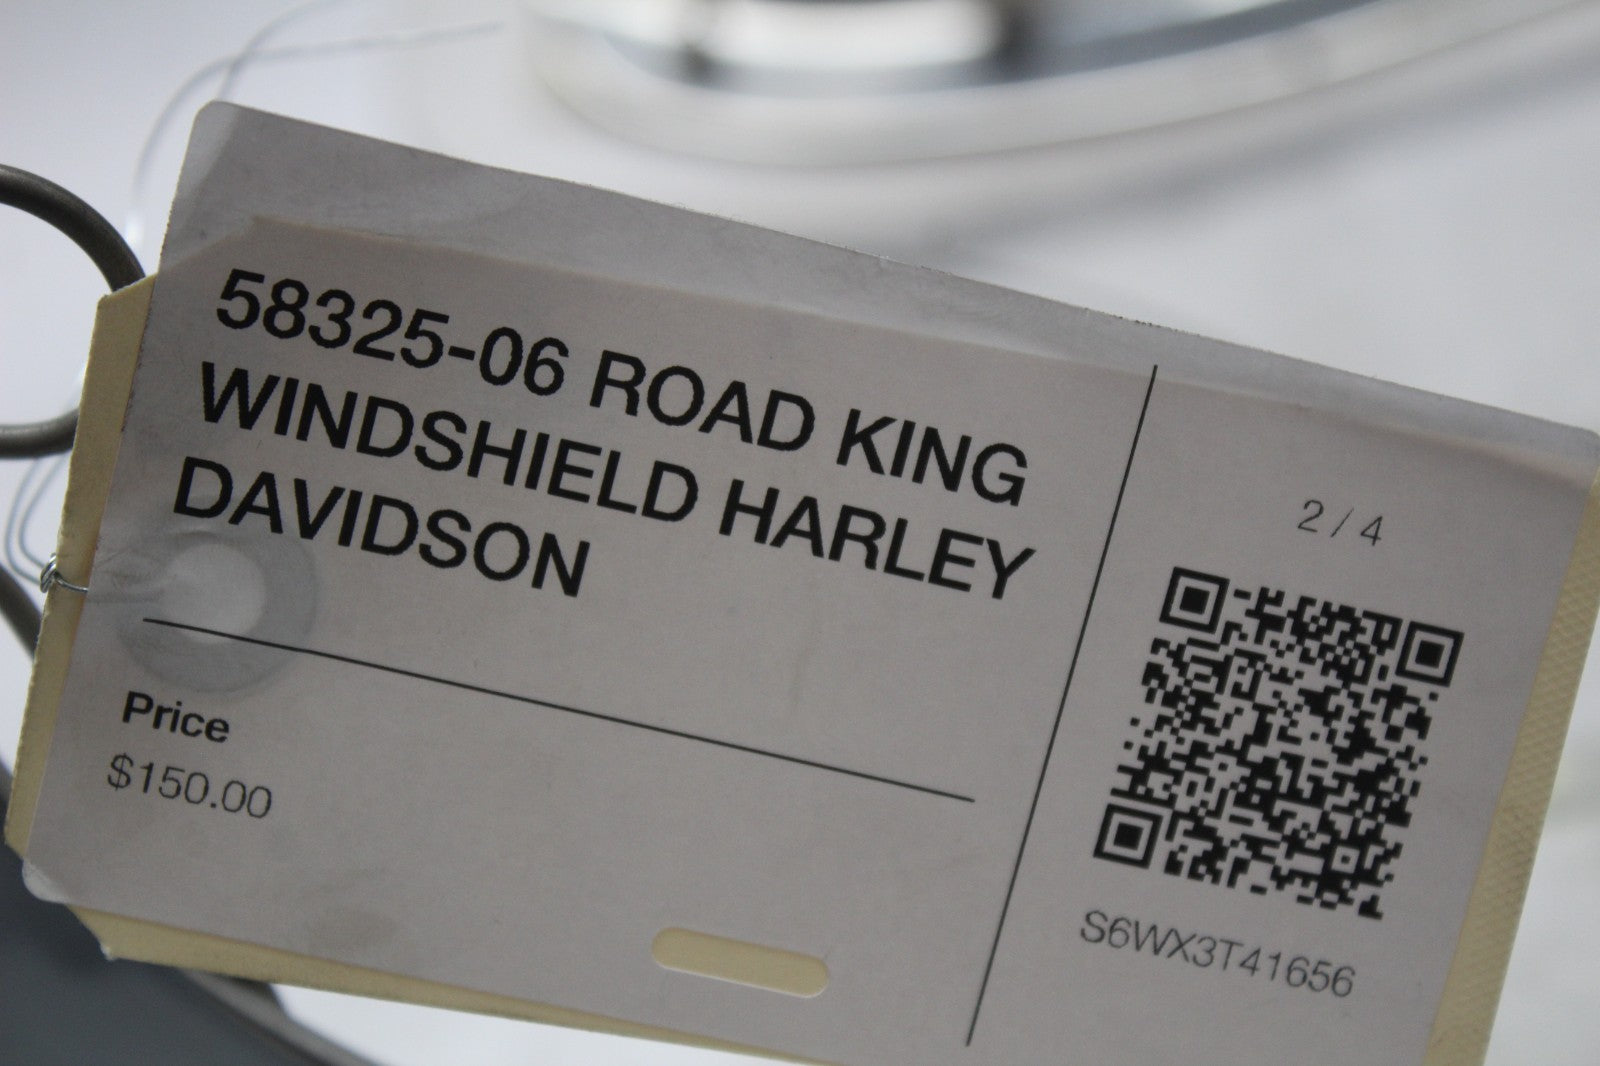 58325-06 ROAD KING
WINDSHIELD HARLEY
DAVIDSON
Price
$150.00
2 / 4
S6WX3T41656